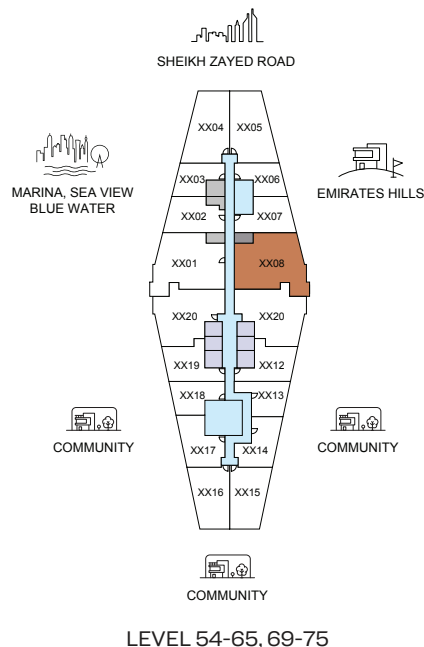 SHEIKH ZAYED ROAD
XX04
XX05
MARINA, SEA VIEW
BLUE WATER
XX03
XX06
EMIRATES HILLS
XX02
XX07
XX01
XX08
XX20
XX20
XX19
XX12
XX18
XX13
COMMUNITY
COMMUNITY
XX17
XX14
XX16
XX15
COMMUNITY
LEVEL 54-65, 69-75